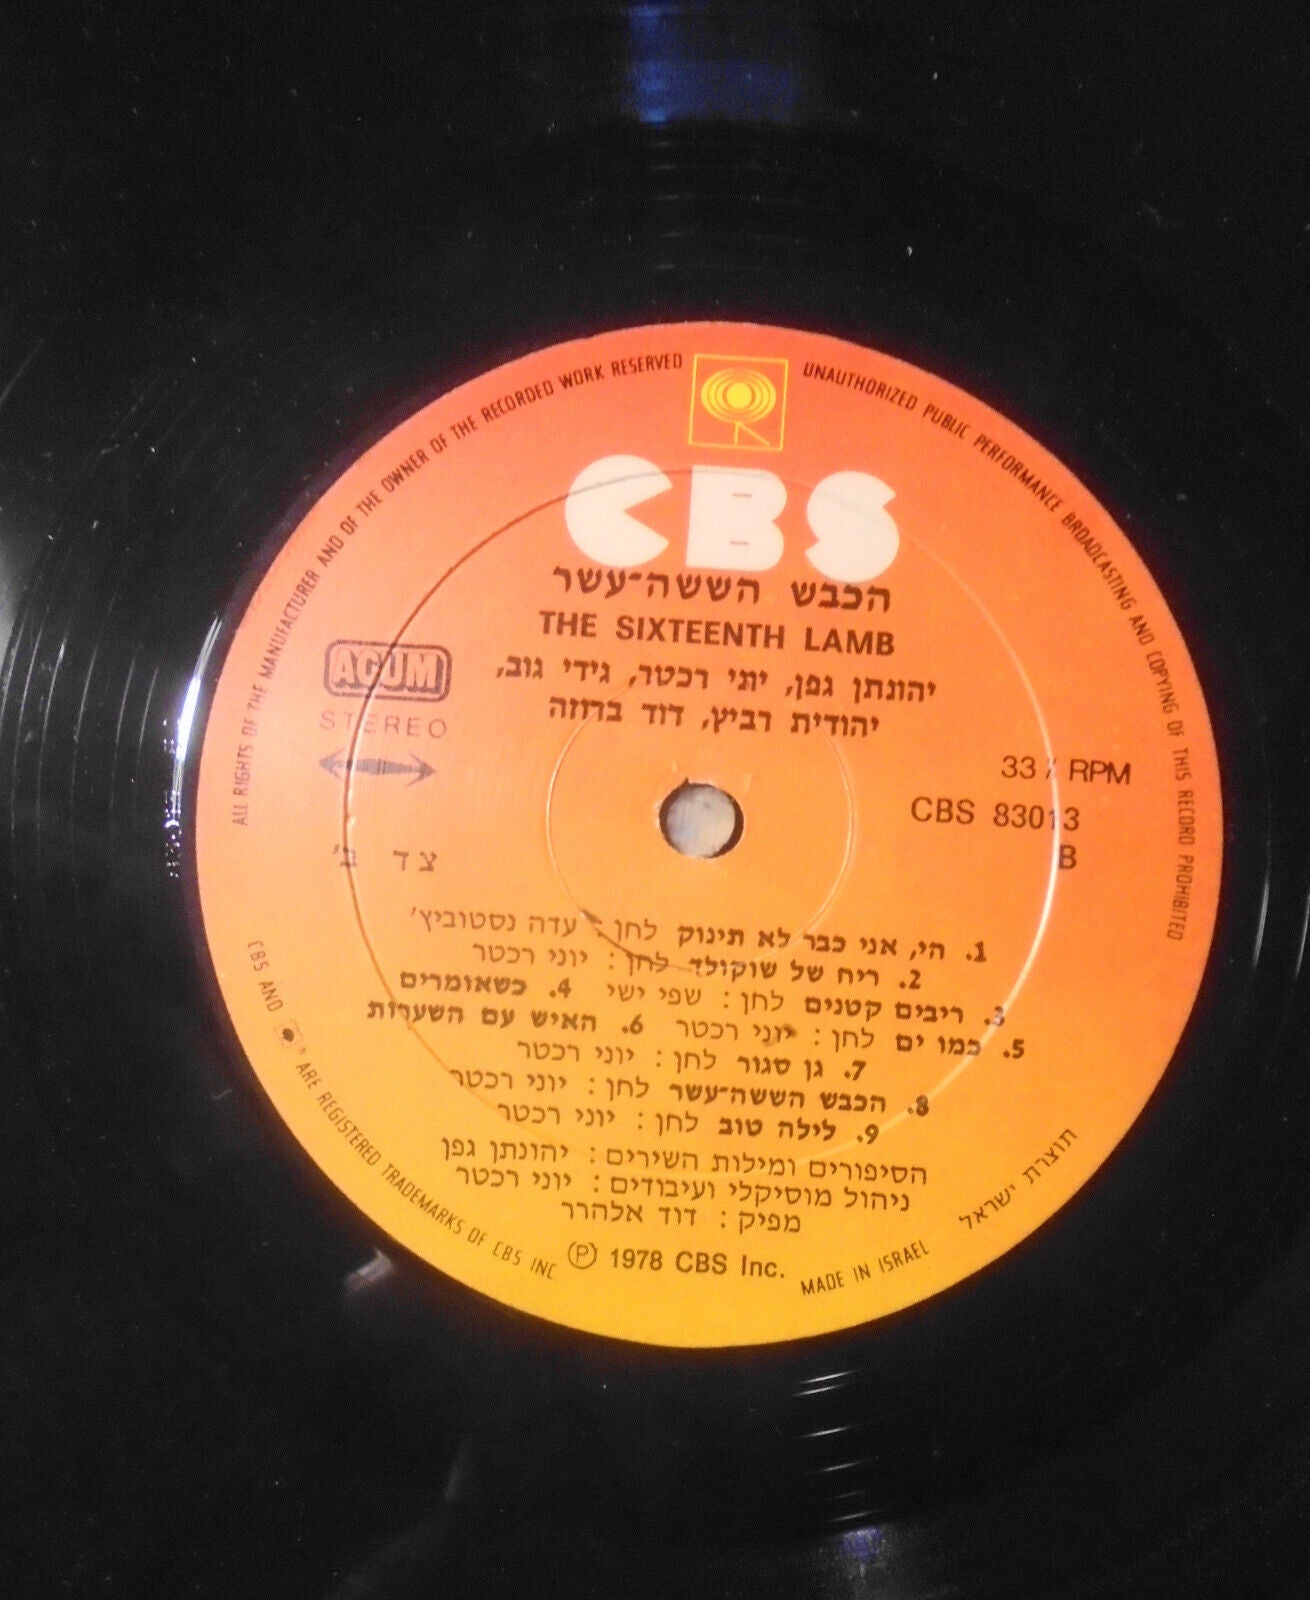 ALL RIGHTS OF THE MANUFACTURER AND OF THE OWNER OF THE RECORDED WORK RESERVED
UNAUTHORIZED PUBLIC PERFORMANCE BROADCASTING AND COPYING OF THIS RECORD PROHIBITED
CBS
הכבש הששה-עשר
THE SIXTEENTH LAMB
יהונתן גפן, יוני רכטר, גידי גוב,
יהודית רביץ, דוד ברוזה
ACUM
STEREO
33 / RPM
CBS 83013
B
צד ב'
1. הי, אני כבר לא תינוק לחן: עדה נסטוביץ'
2. ריח של שוקולד לחן: יוני רכטר
3. ריבים קטנים לחן: שפי ישי 4. כשאומרים
5. כמו ים לחן: יוני רכטר 6. האיש עם השערות
7. גן סגור לחן: יוני רכטר
8. הכבש הששה-עשר לחן: יוני רכטר
9. לילה טוב לחן: יוני רכטר
הסיפורים ומילות השירים: יהונתן גפן
ניהול מוסיקלי ועיבודים: יוני רכטר
מפיק: דוד אלהרר
Ⓟ 1978 CBS Inc.
CBS AND ARE REGISTERED TRADEMARKS OF CBS INC
MADE IN ISRAEL
תוצרת ישראל